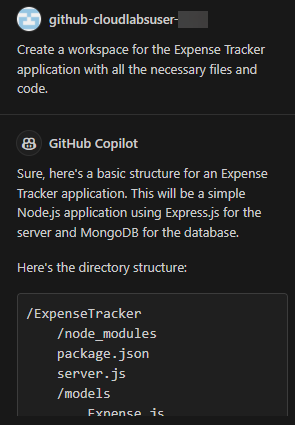 github-cloudlabsuser-
Create a workspace for the Expense Tracker
application with all the necessary files and
code.
GitHub Copilot
Sure, here's a basic structure for an Expense
Tracker application. This will be a simple
Node.js application using Express.js for the
server and MongoDB for the database.
Here's the directory structure:
/ExpenseTracker
/node_modules
package.json
server.js
/models
Expense.js